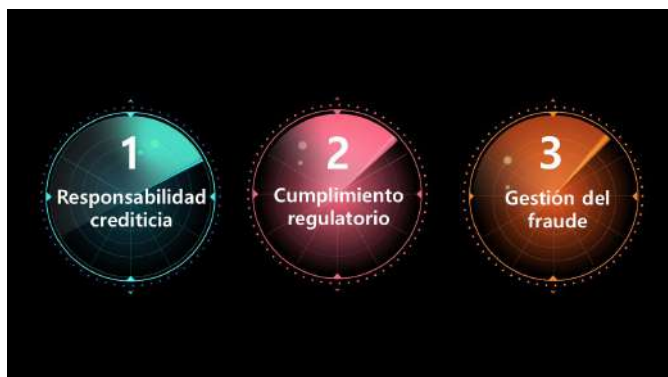 1
Responsabilidad
crediticia
2
Cumplimiento
regulatorio
3
Gestión del
fraude